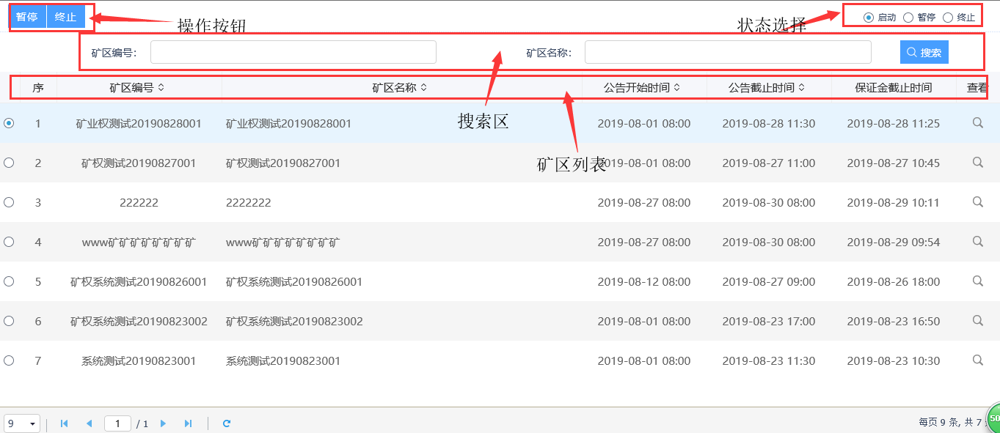 暂停 终止 操作按钮 状态选择 启动 暂停 终止
矿区编号: 矿区名称: 搜索
序 矿区编号 矿区名称 公告开始时间 公告截止时间 保证金截止时间 查看
搜索区
1 矿业权测试20190828001 矿业权测试20190828001 2019-08-01 08:00 2019-08-28 11:30 2019-08-28 11:25
矿区列表
2 矿权测试20190827001 矿权测试20190827001 2019-08-01 08:00 2019-08-27 11:00 2019-08-27 10:45
3 222222 2222222 2019-08-27 08:00 2019-08-30 08:00 2019-08-29 10:11
4 www矿矿矿矿矿矿矿矿 www矿矿矿矿矿矿矿矿 2019-08-27 08:00 2019-08-30 08:00 2019-08-29 09:54
5 矿权系统测试20190826001 矿权系统测试20190826001 2019-08-12 08:00 2019-08-27 09:00 2019-08-26 18:00
6 矿权系统测试20190823002 矿权系统测试20190823002 2019-08-01 08:00 2019-08-23 17:00 2019-08-23 16:50
7 系统测试20190823001 系统测试20190823001 2019-08-01 08:00 2019-08-23 11:30 2019-08-23 10:30
9 1 / 1 每页 9 条, 共 7